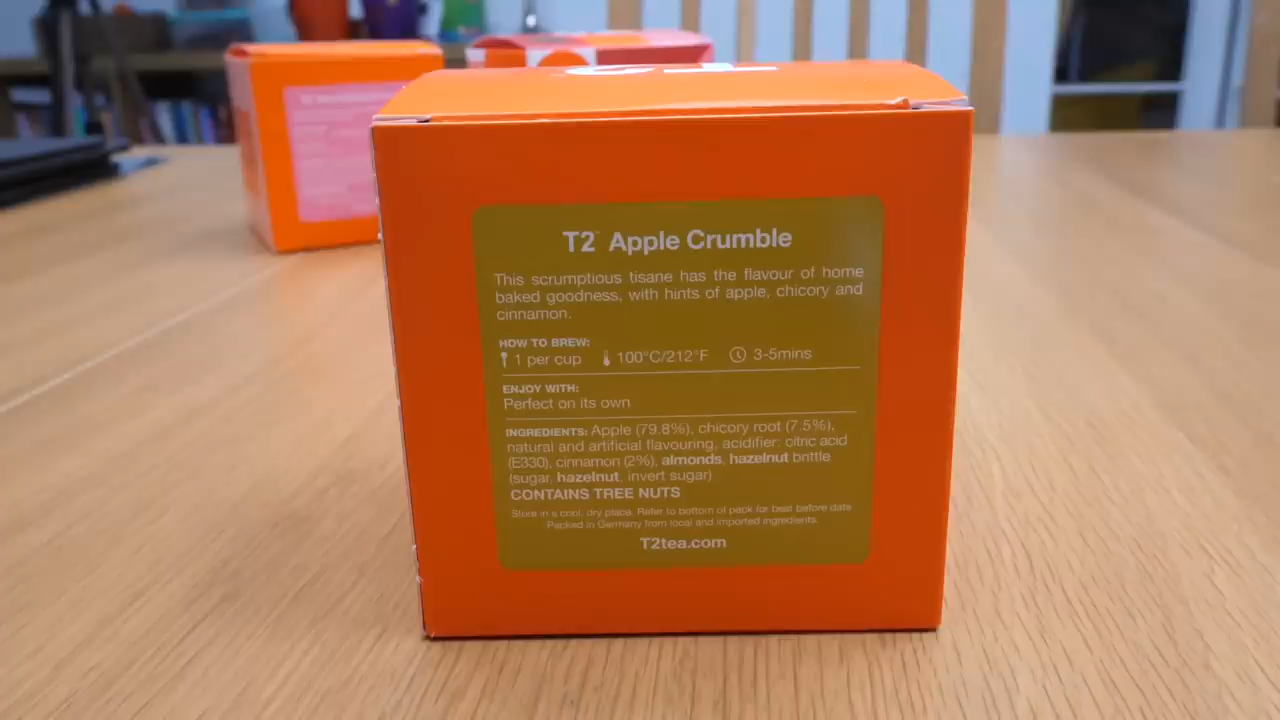 T2™ Apple Crumble
This scrumptious tisane has the flavour of home
baked goodness, with hints of apple, chicory and
cinnamon.
HOW TO BREW:
1 per cup 100°C/212°F 3-5mins
ENJOY WITH:
Perfect on its own
INGREDIENTS: Apple (79.8%), chicory root (7.5%),
natural and artificial flavouring, acidifier: citric acid
(E330), cinnamon (2%), almonds, hazelnut brittle
(sugar, hazelnut, invert sugar)
CONTAINS TREE NUTS
Store in a cool, dry place. Refer to bottom of pack for best before date
Packed in Germany from local and imported ingredients.
T2tea.com